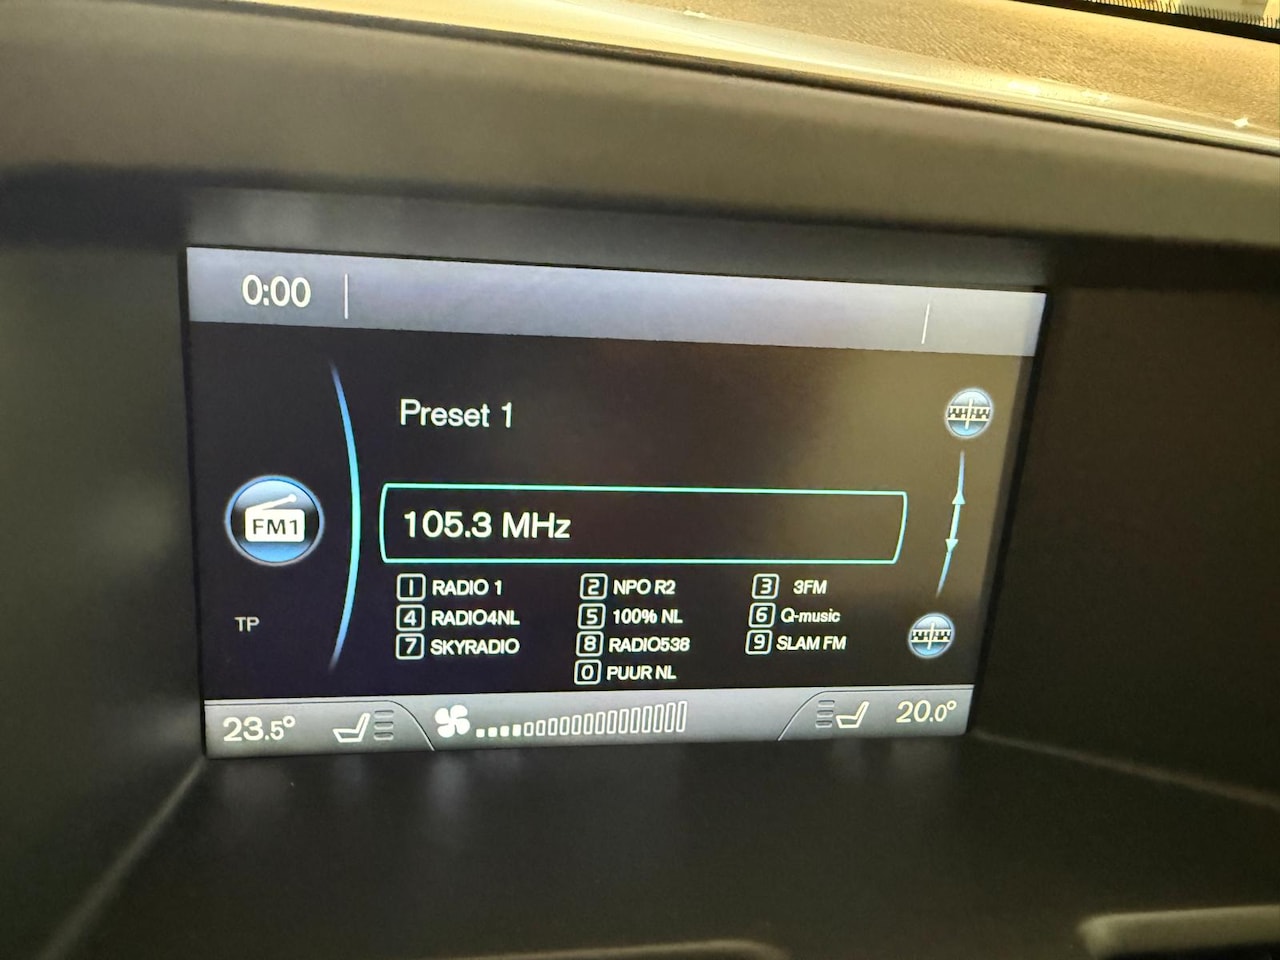 0:00
Preset 1
FM1
105.3 MHz
1 RADIO 1 2 NPO R2 3 3FM
TP 4 RADIO4NL 5 100% NL 6 Q-music
7 SKYRADIO 8 RADIO538 9 SLAM FM
0 PUUR NL
23.5° 20.0°